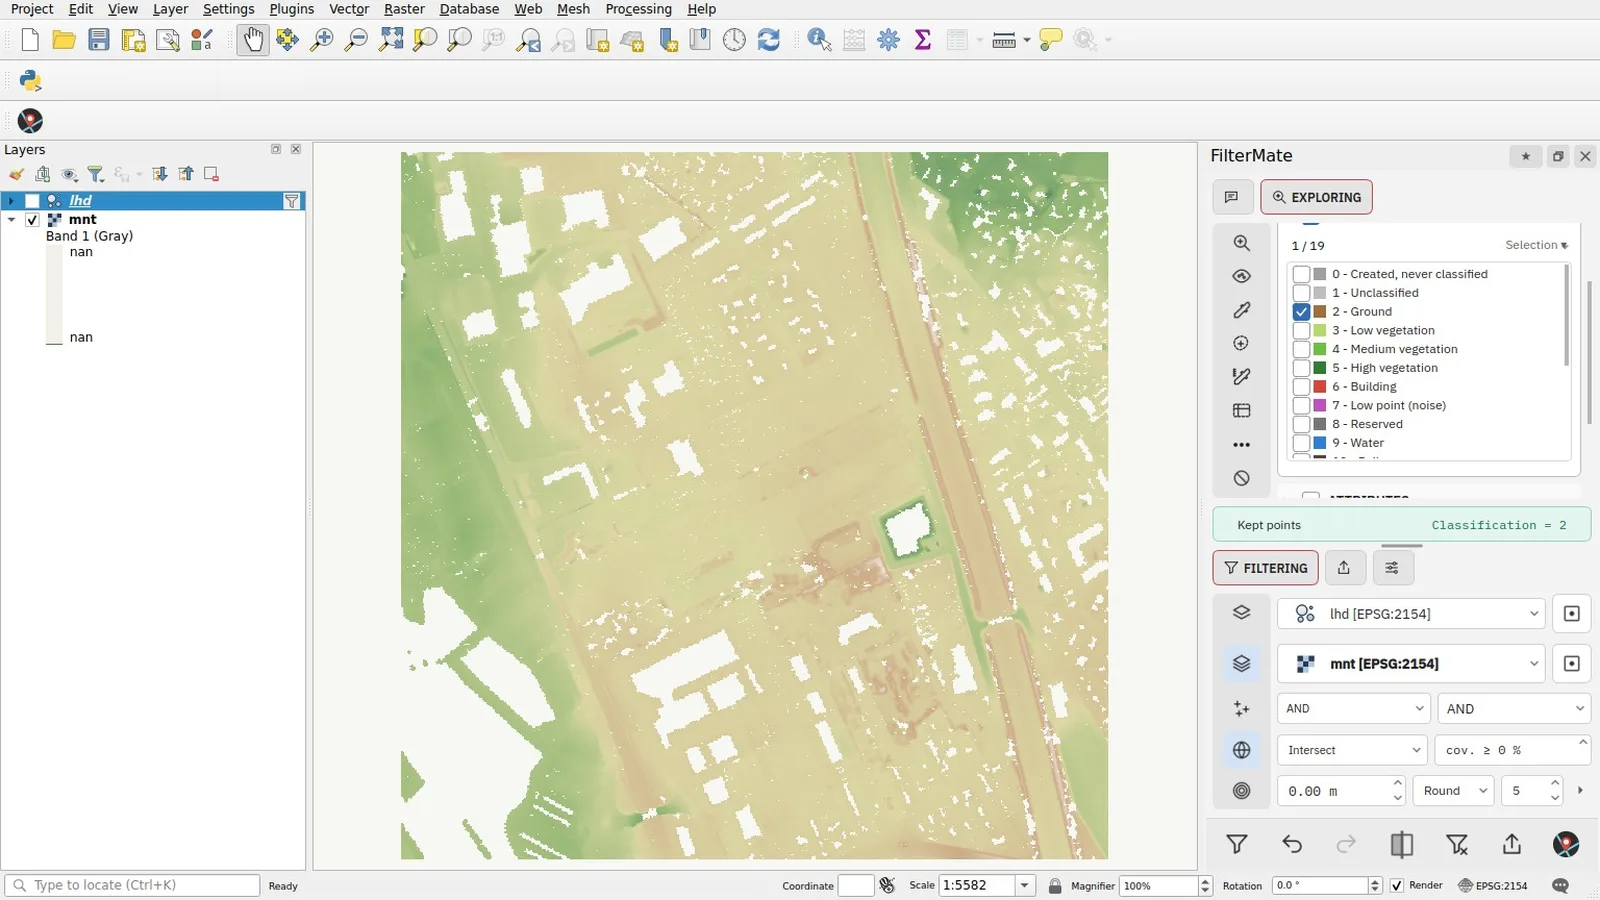 Project Edit View Layer Settings Plugins Vector Raster Database Web Mesh Processing Help
Layers
lhd
mnt
Band 1 (Gray)
nan
nan
FilterMate
EXPLORING
1 / 19 Selection
0 - Created, never classified
1 - Unclassified
2 - Ground
3 - Low vegetation
4 - Medium vegetation
5 - High vegetation
6 - Building
7 - Low point (noise)
8 - Reserved
9 - Water
Kept points Classification = 2
FILTERING
lhd [EPSG:2154]
mnt [EPSG:2154]
AND AND
Intersect cov. ≥ 0 %
0.00 m Round 5
Type to locate (Ctrl+K) Ready Coordinate Scale 1:5582 Magnifier 100% Rotation 0.0 ° Render EPSG:2154